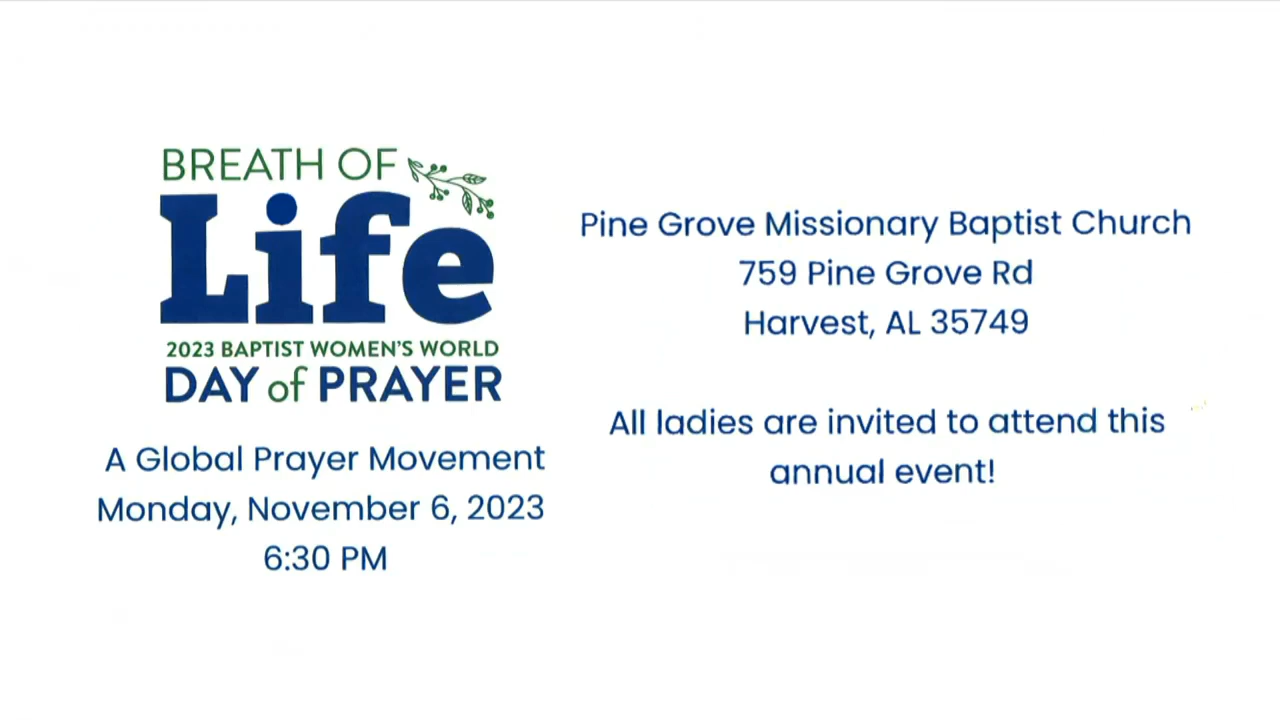 BREATH OF
Life
2023 BAPTIST WOMEN'S WORLD
DAY of PRAYER
A Global Prayer Movement
Monday, November 6, 2023
6:30 PM
Pine Grove Missionary Baptist Church
759 Pine Grove Rd
Harvest, AL 35749
All ladies are invited to attend this
annual event!